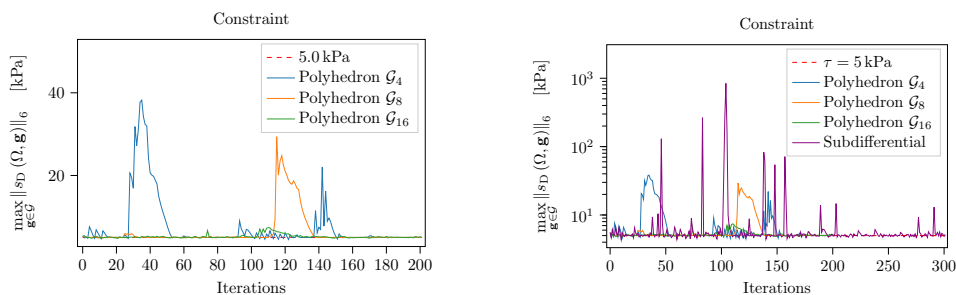 Constraint
max_{𝐠∈𝒢} ‖s_D (Ω, 𝐠)‖_6 [kPa]
40
20
5.0 kPa
Polyhedron 𝒢_4
Polyhedron 𝒢_8
Polyhedron 𝒢_16
0 20 40 60 80 100 120 140 160 180 200
Iterations
Constraint
max_{𝐠∈𝒢} ‖s_D (Ω, 𝐠)‖_6 [kPa]
10^3
10^2
10^1
τ = 5 kPa
Polyhedron 𝒢_4
Polyhedron 𝒢_8
Polyhedron 𝒢_16
Subdifferential
0 50 100 150 200 250 300
Iterations